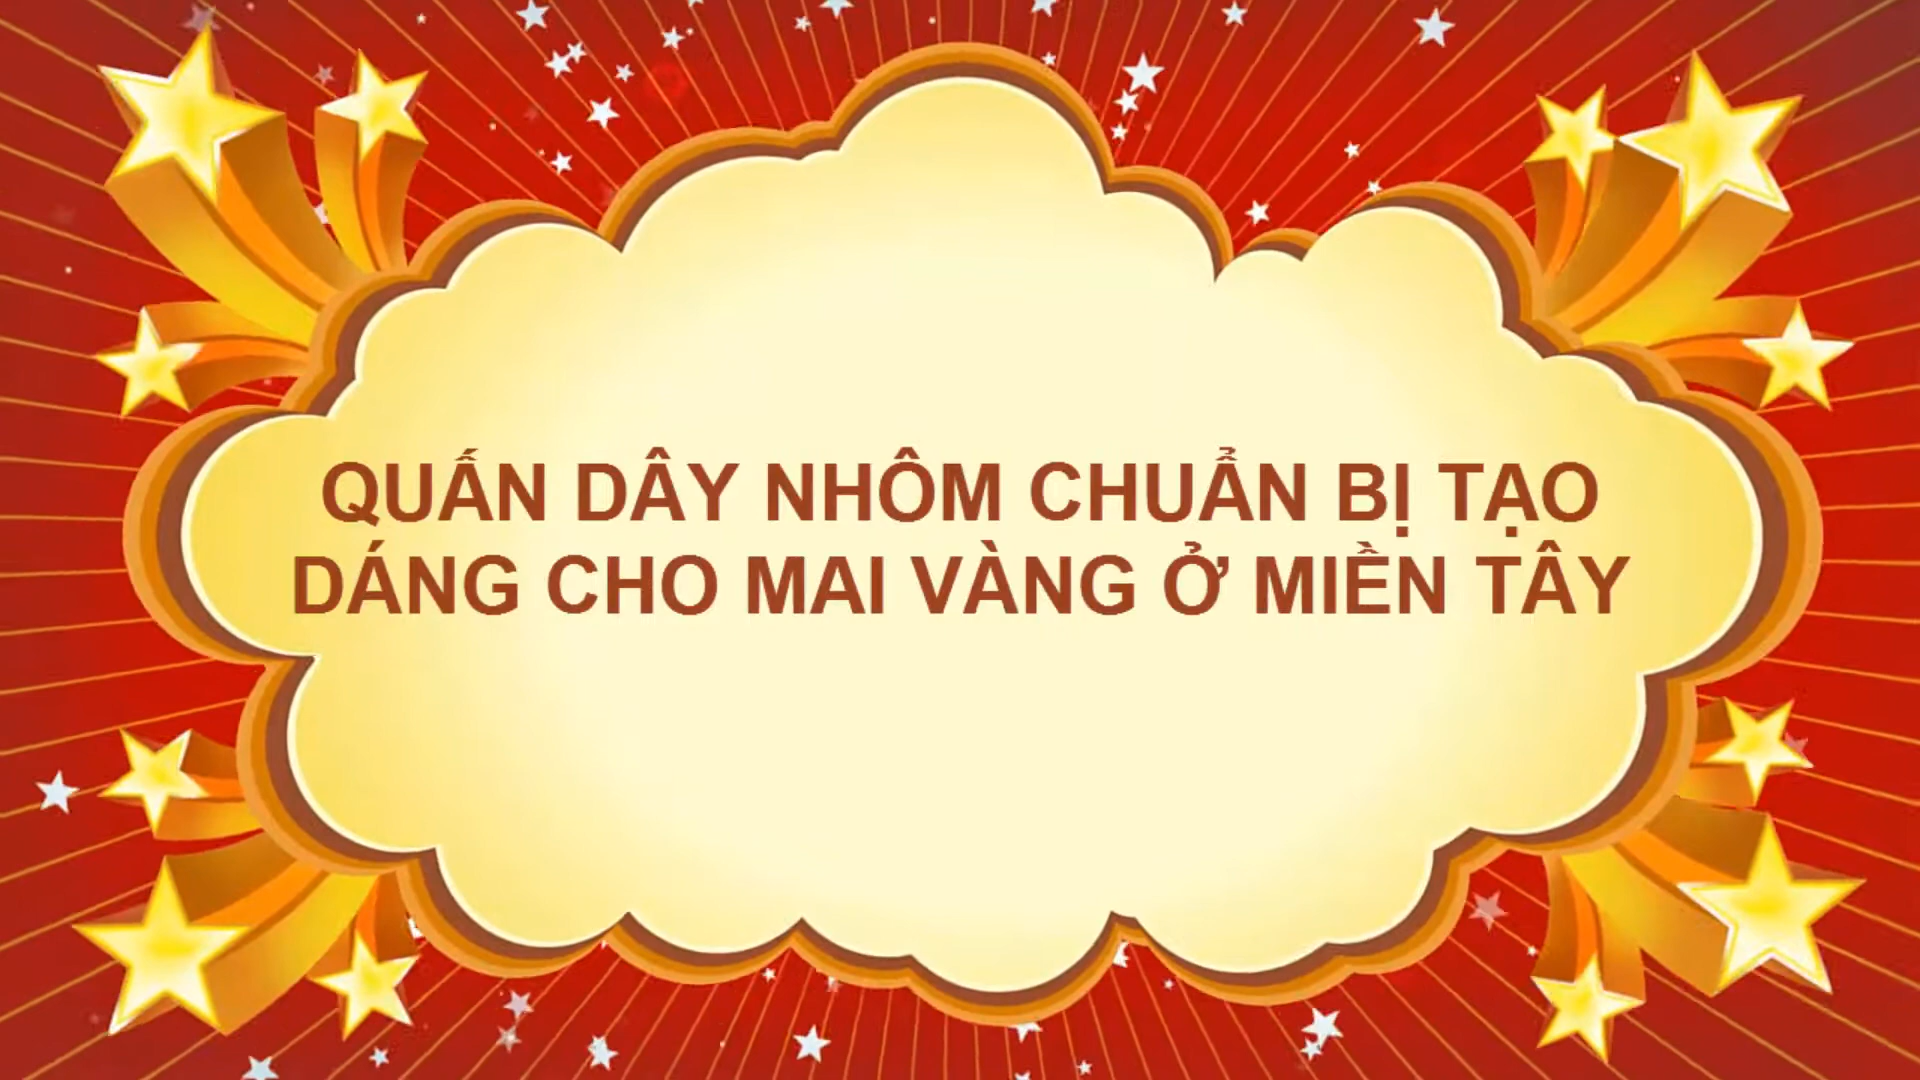 QUẤN DÂY NHÔM CHUẨN BỊ TẠO
DÁNG CHO MAI VÀNG Ở MIỀN TÂY